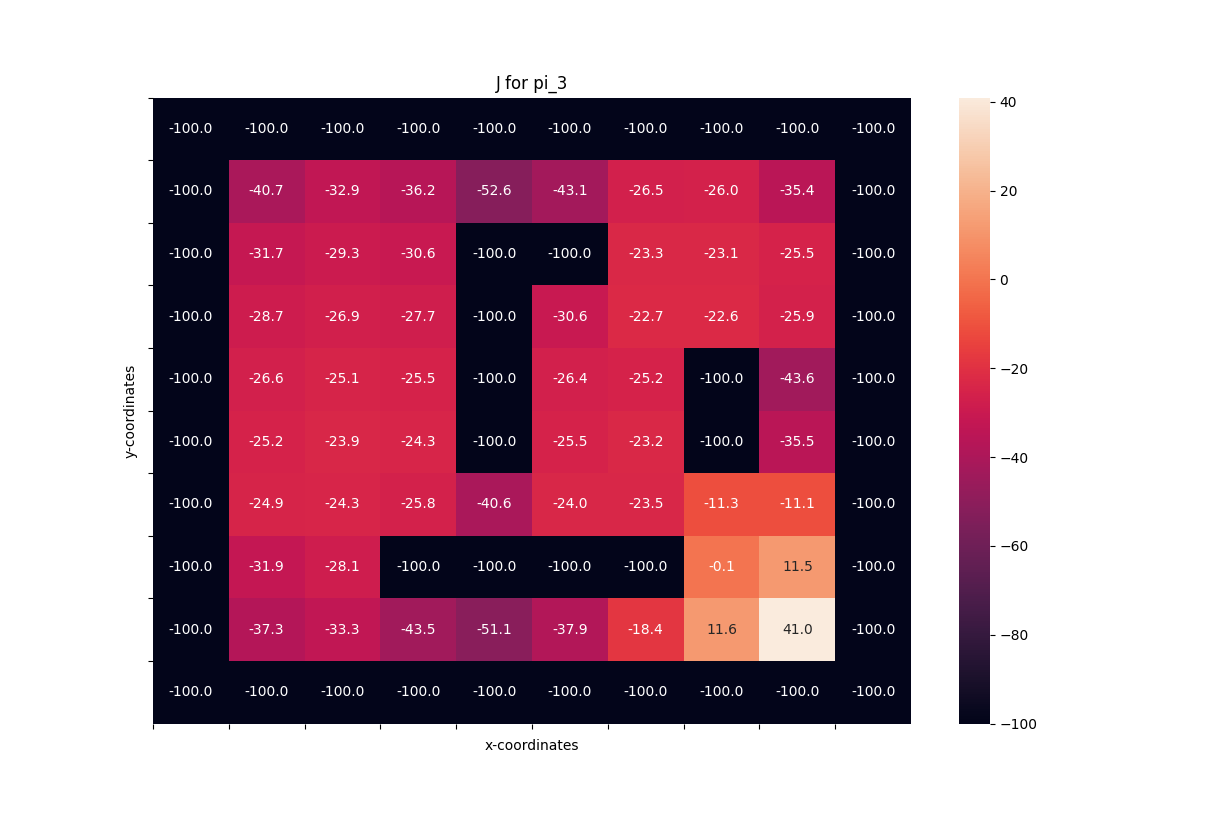 J for pi_3
-100.0 -100.0 -100.0 -100.0 -100.0 -100.0 -100.0 -100.0 -100.0 -100.0
-100.0 -40.7 -32.9 -36.2 -52.6 -43.1 -26.5 -26.0 -35.4 -100.0
-100.0 -31.7 -29.3 -30.6 -100.0 -100.0 -23.3 -23.1 -25.5 -100.0
-100.0 -28.7 -26.9 -27.7 -100.0 -30.6 -22.7 -22.6 -25.9 -100.0
-100.0 -26.6 -25.1 -25.5 -100.0 -26.4 -25.2 -100.0 -43.6 -100.0
-100.0 -25.2 -23.9 -24.3 -100.0 -25.5 -23.2 -100.0 -35.5 -100.0
-100.0 -24.9 -24.3 -25.8 -40.6 -24.0 -23.5 -11.3 -11.1 -100.0
-100.0 -31.9 -28.1 -100.0 -100.0 -100.0 -100.0 -0.1 11.5 -100.0
-100.0 -37.3 -33.3 -43.5 -51.1 -37.9 -18.4 11.6 41.0 -100.0
-100.0 -100.0 -100.0 -100.0 -100.0 -100.0 -100.0 -100.0 -100.0 -100.0
y-coordinates
x-coordinates
40
20
0
−20
−40
−60
−80
−100